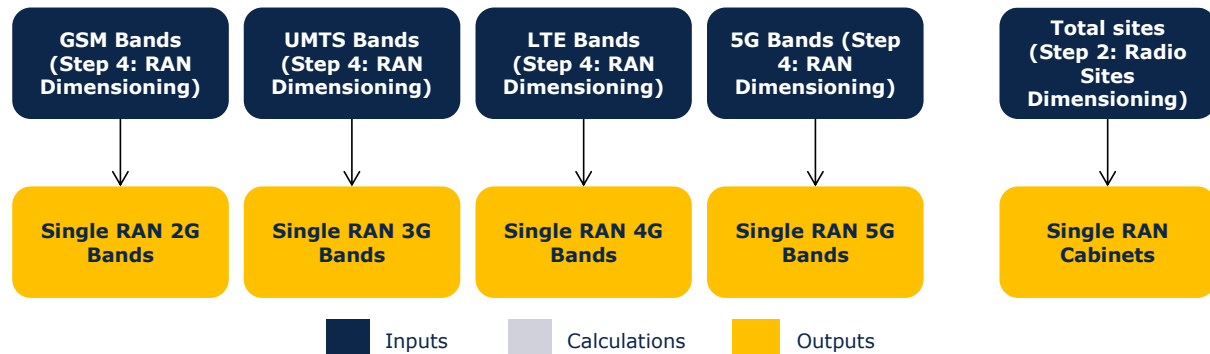 GSM Bands
(Step 4: RAN
Dimensioning)
UMTS Bands
(Step 4: RAN
Dimensioning)
LTE Bands
(Step 4: RAN
Dimensioning)
5G Bands (Step
4: RAN
Dimensioning)
Total sites
(Step 2: Radio
Sites
Dimensioning)
Single RAN 2G
Bands
Single RAN 3G
Bands
Single RAN 4G
Bands
Single RAN 5G
Bands
Single RAN
Cabinets
Inputs
Calculations
Outputs